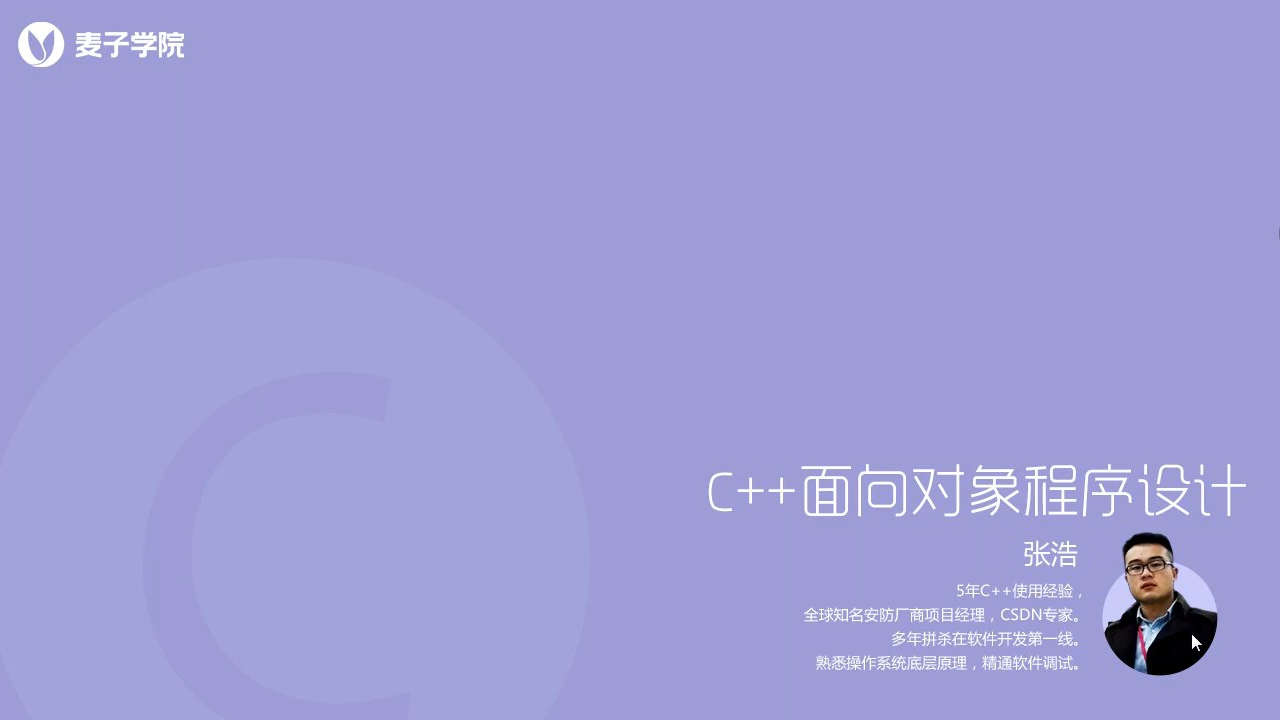 麦子学院
C++面向对象程序设计
张浩
5年C++使用经验，
全球知名安防厂商项目经理，CSDN专家。
多年拼杀在软件开发第一线。
熟悉操作系统底层原理，精通软件调试。